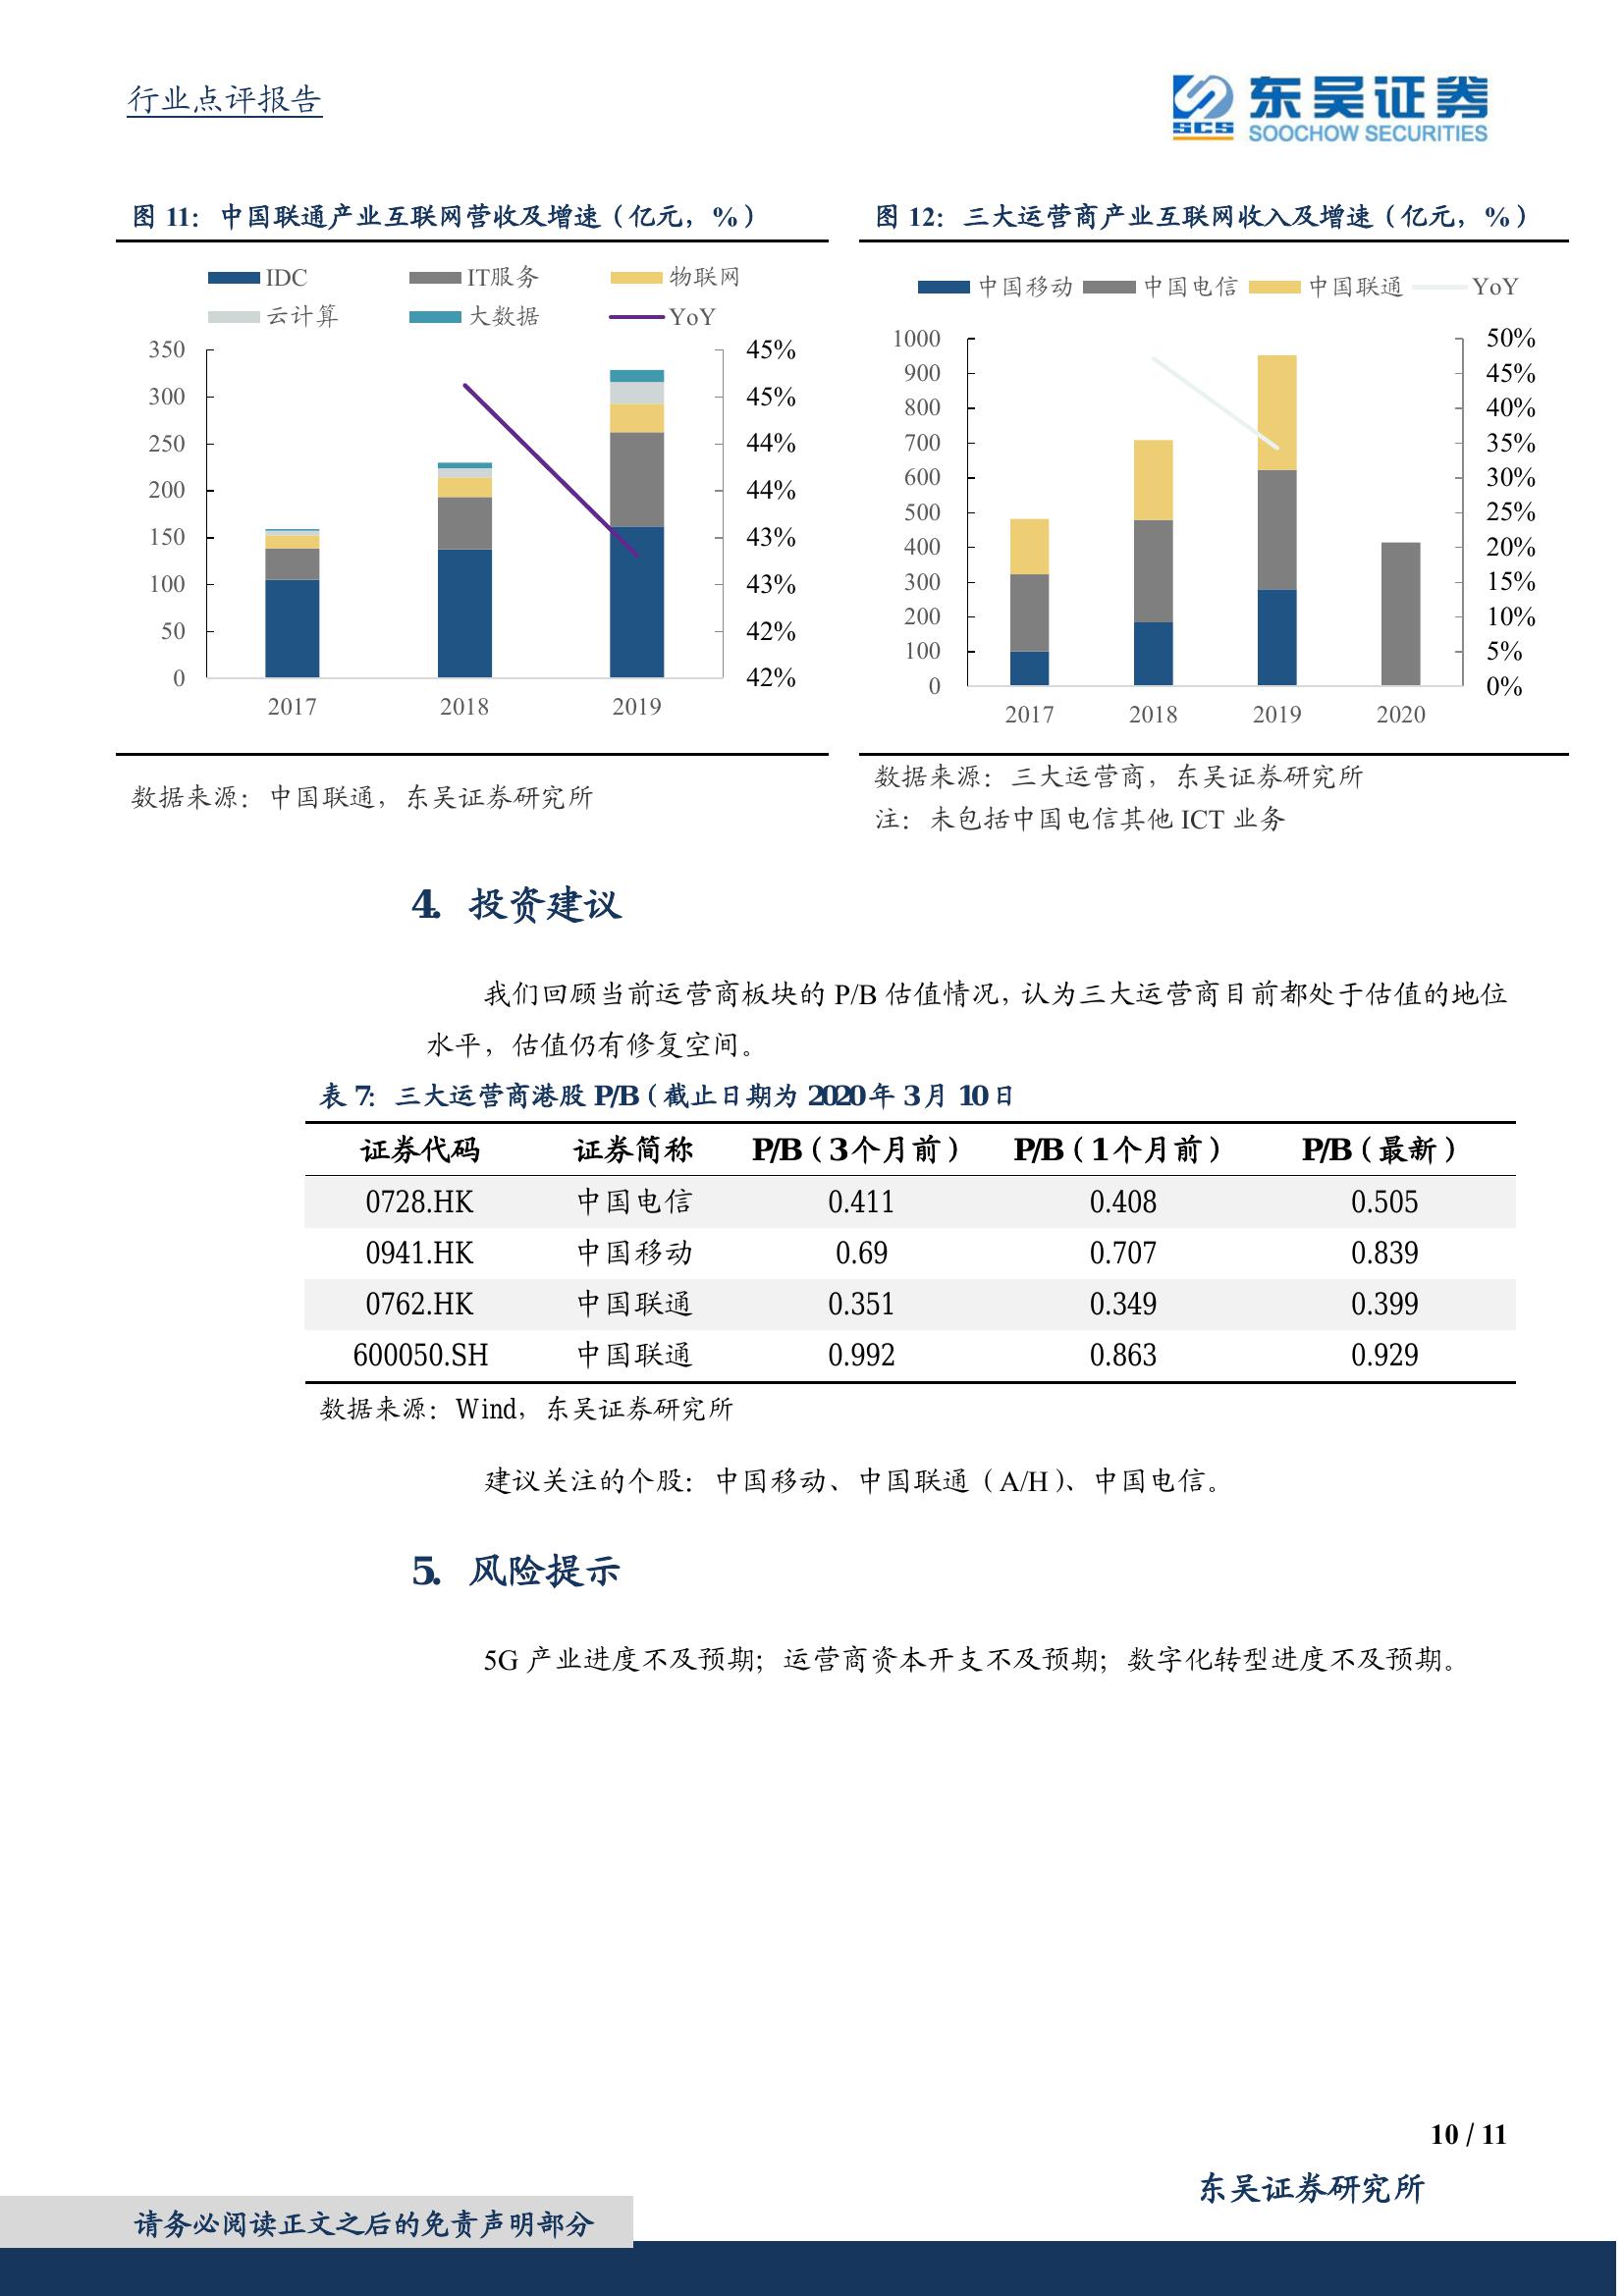 行业点评报告
SCS
东吴证券
SOOCHOW SECURITIES
图 11：中国联通产业互联网营收及增速（亿元，%）
IDC IT服务 物联网
云计算 大数据 YoY
350
300
250
200
150
100
50
0
45%
45%
44%
44%
43%
43%
42%
42%
2017 2018 2019
数据来源：中国联通，东吴证券研究所
图 12：三大运营商产业互联网收入及增速（亿元，%）
中国移动 中国电信 中国联通 YoY
1000
900
800
700
600
500
400
300
200
100
0
50%
45%
40%
35%
30%
25%
20%
15%
10%
5%
0%
2017 2018 2019 2020
数据来源：三大运营商，东吴证券研究所
注：未包括中国电信其他 ICT 业务
4. 投资建议
我们回顾当前运营商板块的 P/B 估值情况，认为三大运营商目前都处于估值的地位
水平，估值仍有修复空间。
表 7：三大运营商港股 P/B（截止日期为 2020 年 3 月 10 日
证券代码 证券简称 P/B（3 个月前） P/B（1 个月前） P/B（最新）
0728.HK 中国电信 0.411 0.408 0.505
0941.HK 中国移动 0.69 0.707 0.839
0762.HK 中国联通 0.351 0.349 0.399
600050.SH 中国联通 0.992 0.863 0.929
数据来源：Wind，东吴证券研究所
建议关注的个股：中国移动、中国联通（A/H）、中国电信。
5. 风险提示
5G 产业进度不及预期；运营商资本开支不及预期；数字化转型进度不及预期。
10 / 11
东吴证券研究所
请务必阅读正文之后的免责声明部分